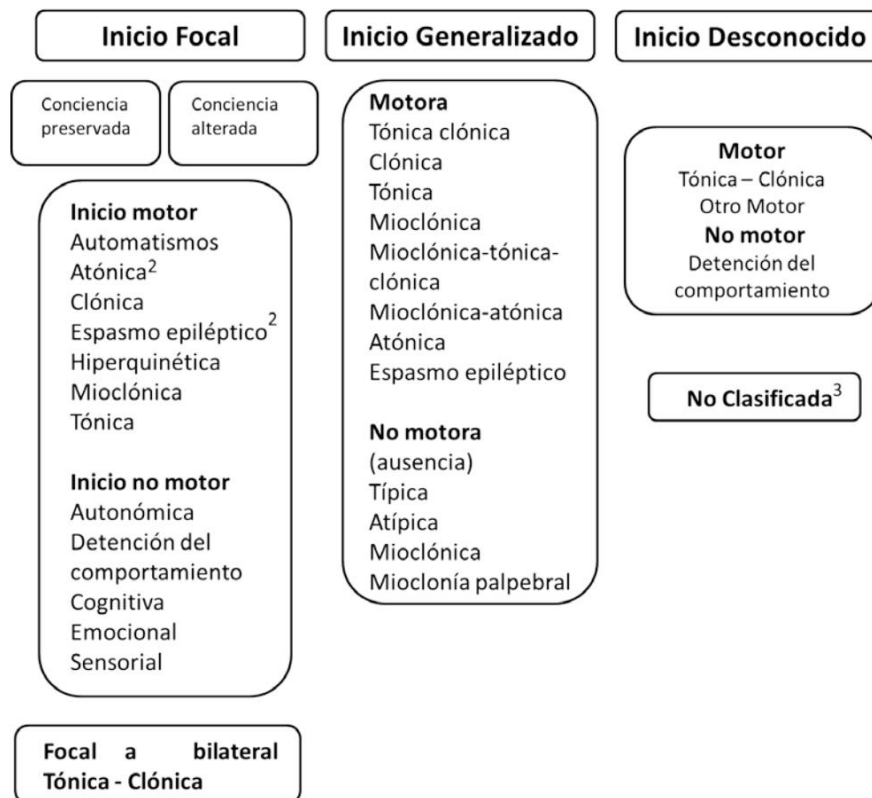 Inicio Focal
Conciencia
preservada
Conciencia
alterada
Inicio motor
Automatismos
Atónica²
Clónica
Espasmo epiléptico²
Hiperquinética
Mioclónica
Tónica
Inicio no motor
Autonómica
Detención del
comportamiento
Cognitiva
Emocional
Sensorial
Focal a bilateral
Tónica - Clónica
Inicio Generalizado
Motora
Tónica clónica
Clónica
Tónica
Mioclónica
Mioclónica-tónica-
clónica
Mioclónica-atónica
Atónica
Espasmo epiléptico
No motora
(ausencia)
Típica
Atípica
Mioclónica
Mioclonía palpebral
Inicio Desconocido
Motor
Tónica – Clónica
Otro Motor
No motor
Detención del
comportamiento
No Clasificada³